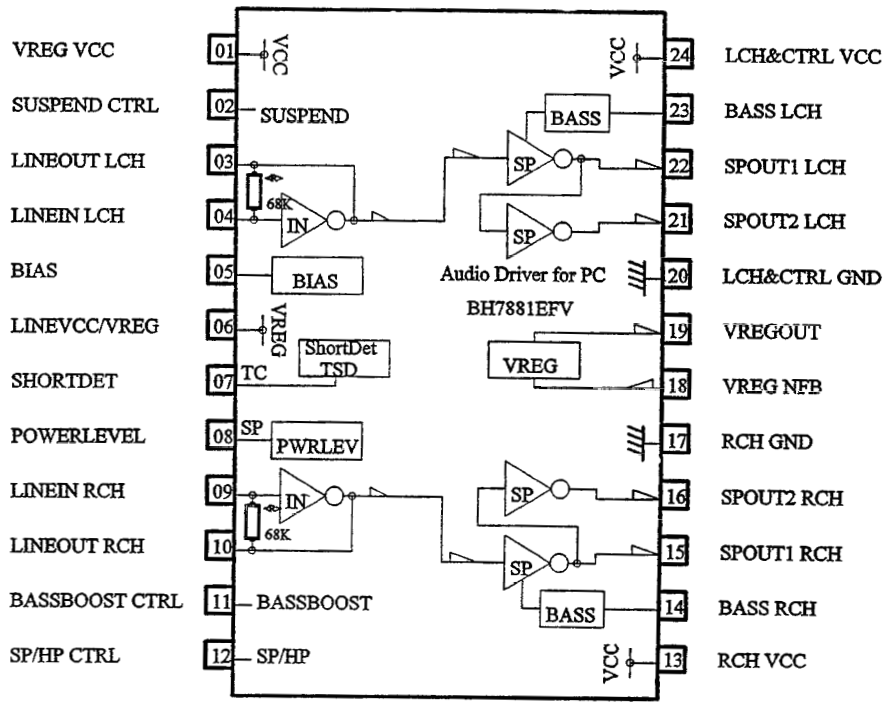 VREG VCC 01 VCC VCC 24 LCH&CTRL VCC
SUSPEND CTRL 02 SUSPEND BASS 23 BASS LCH
LINEOUT LCH 03 SP 22 SPOUT1 LCH
68K
LINEIN LCH 04 IN SP 21 SPOUT2 LCH
BIAS 05 BIAS Audio Driver for PC 20 LCH&CTRL GND
BH7881EFV
LINEVCC/VREG 06 VREG 19 VREGOUT
ShortDet
TSD VREG
SHORTDET 07 TC 18 VREG NFB
POWERLEVEL 08 SP PWRLEV 17 RCH GND
LINEIN RCH 09 IN SP 16 SPOUT2 RCH
68K
LINEOUT RCH 10 SP 15 SPOUT1 RCH
BASSBOOST CTRL 11 BASSBOOST BASS 14 BASS RCH
SP/HP CTRL 12 SP/HP VCC 13 RCH VCC